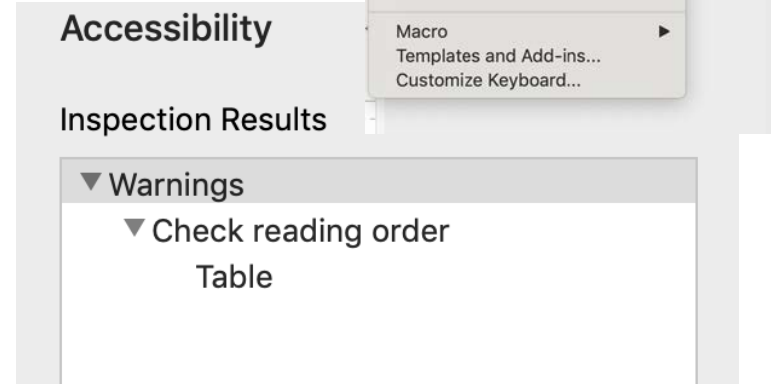 Accessibility
Macro
Templates and Add-ins...
Customize Keyboard...
Inspection Results
Warnings
Check reading order
Table